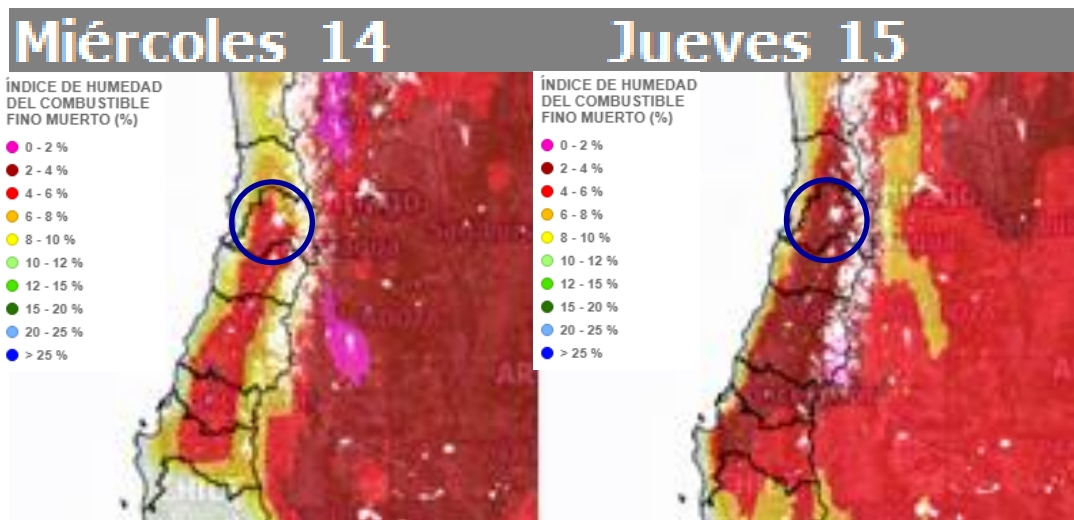 Miércoles 14
Jueves 15
ÍNDICE DE HUMEDAD
DEL COMBUSTIBLE
FINO MUERTO (%)
0 - 2 %
2 - 4 %
4 - 6 %
6 - 8 %
8 - 10 %
10 - 12 %
12 - 15 %
15 - 20 %
20 - 25 %
> 25 %
ÍNDICE DE HUMEDAD
DEL COMBUSTIBLE
FINO MUERTO (%)
0 - 2 %
2 - 4 %
4 - 6 %
6 - 8 %
8 - 10 %
10 - 12 %
12 - 15 %
15 - 20 %
20 - 25 %
> 25 %